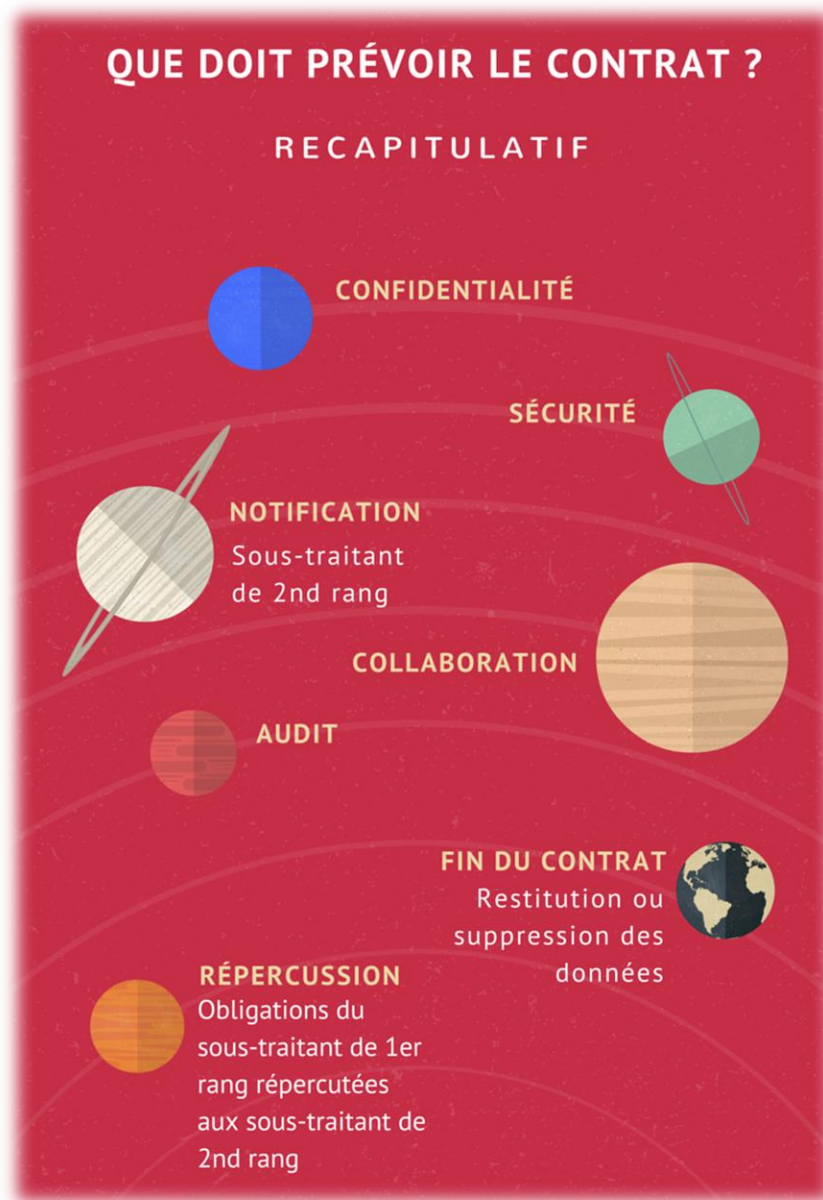 QUE DOIT PRÉVOIR LE CONTRAT ?
RECAPITULATIF
CONFIDENTIALITÉ
SÉCURITÉ
NOTIFICATION
Sous-traitant
de 2nd rang
COLLABORATION
AUDIT
FIN DU CONTRAT
Restitution ou
suppression des
données
RÉPERCUSSION
Obligations du
sous-traitant de 1er
rang répercutées
aux sous-traitant de
2nd rang